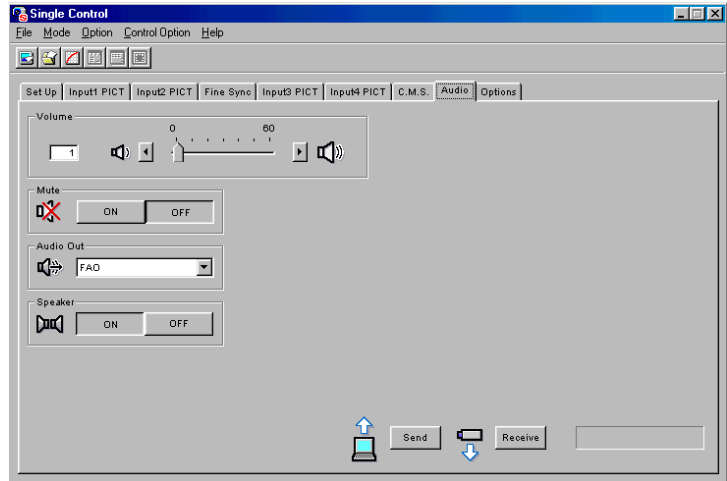 Single Control
File Mode Option Control Option Help
Set Up Input1 PICT Input2 PICT Fine Sync Input3 PICT Input4 PICT C.M.S. Audio Options
Volume
0 60
1
Mute
ON OFF
Audio Out
FAO
Speaker
ON OFF
Send Receive